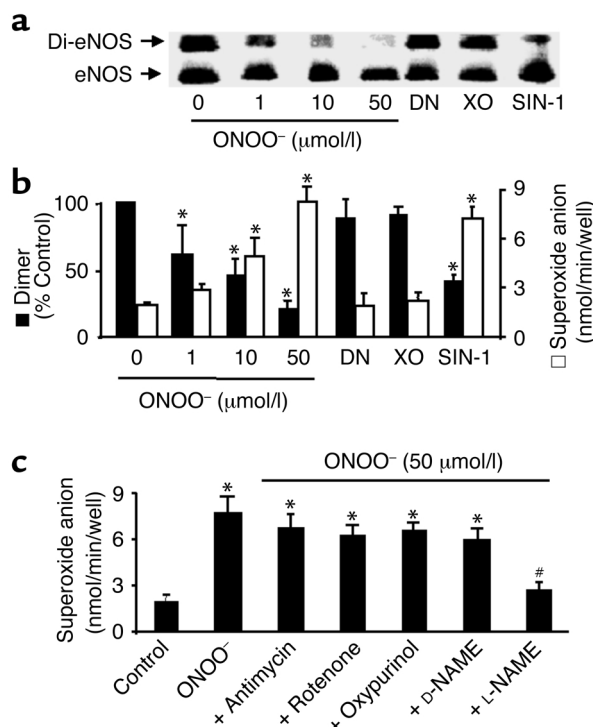 a
Di-eNOS
eNOS
0 1 10 50 DN XO SIN-1
ONOO⁻ (μmol/l)
b
100
50
0
■ Dimer
(% Control)
* * * * * * *
9
6
3
0
□ Superoxide anion
(nmol/min/well)
0 1 10 50 DN XO SIN-1
ONOO⁻ (μmol/l)
c
ONOO⁻ (50 μmol/l)
Superoxide anion
(nmol/min/well)
9
6
3
0
* * * * * #
Control
ONOO⁻
+ Antimycin
+ Rotenone
+ Oxypurinol
+ D-NAME
+ L-NAME